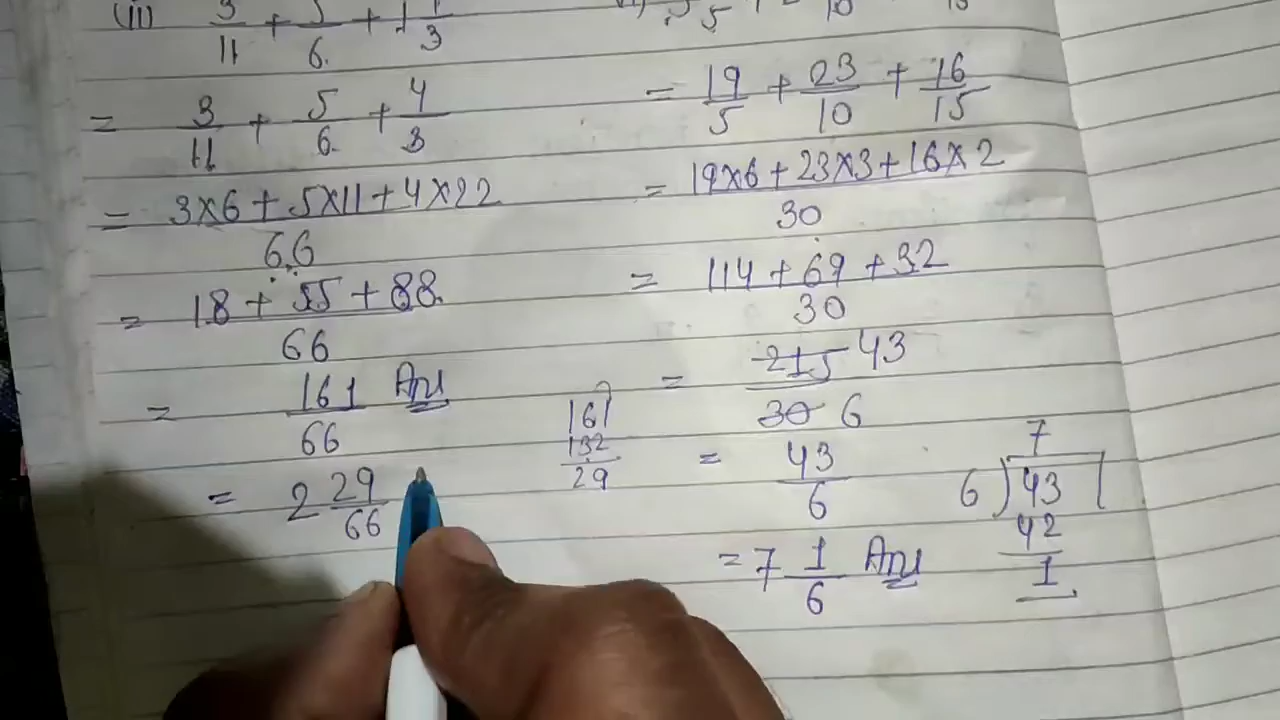 (ii) 3/11 + 5/6 + 1 1/3
= 3/11 + 5/6 + 4/3
= 3×6 + 5×11 + 4×22
66
= 18 + 55 + 88
66
= 161/66 Ans
= 2 29/66
161
132
29
5 10 15
= 19/5 + 23/10 + 16/15
= 19×6 + 23×3 + 16×2
30
= 114 + 69 + 32
30
= 215 43
30 6
= 43/6
= 7 1/6 Ans
7
6 ) 43 (
42
1